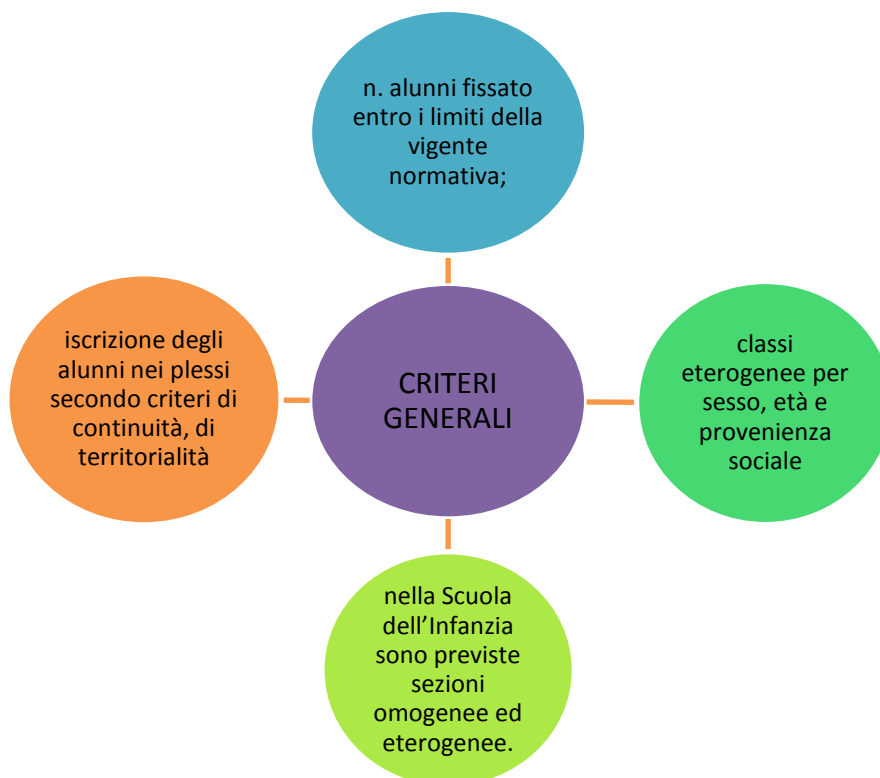 n. alunni fissato
entro i limiti della
vigente
normativa;
iscrizione degli
alunni nei plessi
secondo criteri di
continuità, di
territorialità
CRITERI
GENERALI
classi
eterogenee per
sesso, età e
provenienza
sociale
nella Scuola
dell’Infanzia
sono previste
sezioni
omogenee ed
eterogenee.